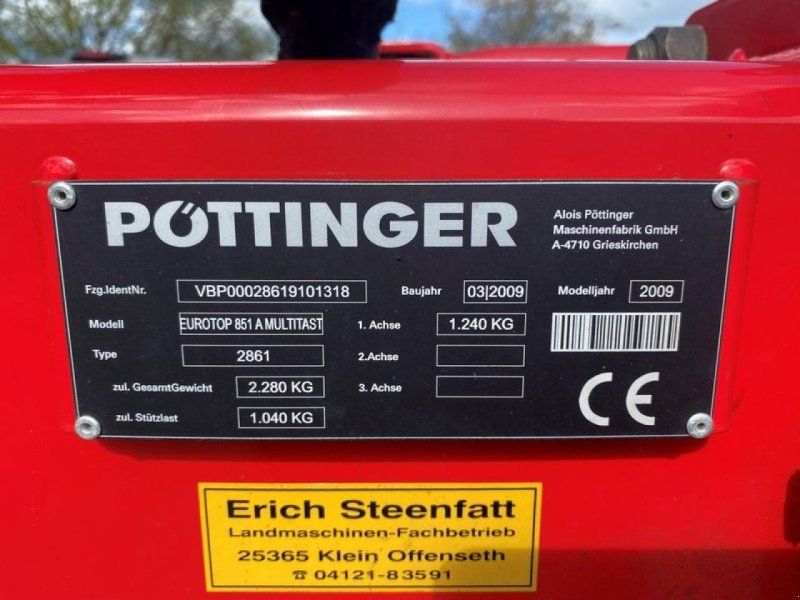 PÖTTINGER
Alois Pöttinger
Maschinenfabrik GmbH
A-4710 Grieskirchen
Fzg.IdentNr. VBP00028619101318 Baujahr 03|2009 Modelljahr 2009
Modell EUROTOP 851 A MULTITAST 1. Achse 1.240 KG
Type 2861 2.Achse
zul. GesamtGewicht 2.280 KG 3. Achse
zul. Stützlast 1.040 KG
CE
Erich Steenfatt
Landmaschinen-Fachbetrieb
25365 Klein Offenseth
☎ 04121-83591